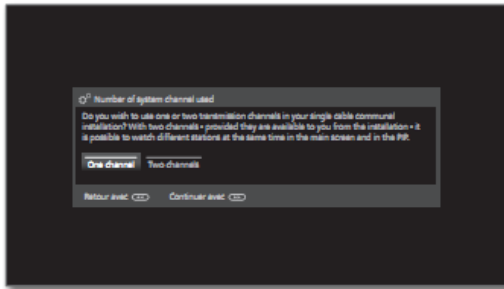 Number of system channel used
Do you wish to use one or two transmission channels in your single cable communal
installation? With two channels - provided they are available to you from the installation - it
is possible to watch different stations at the same time in the main screen and in the PIP.
One channel Two channels
Retour avec Continuer avec